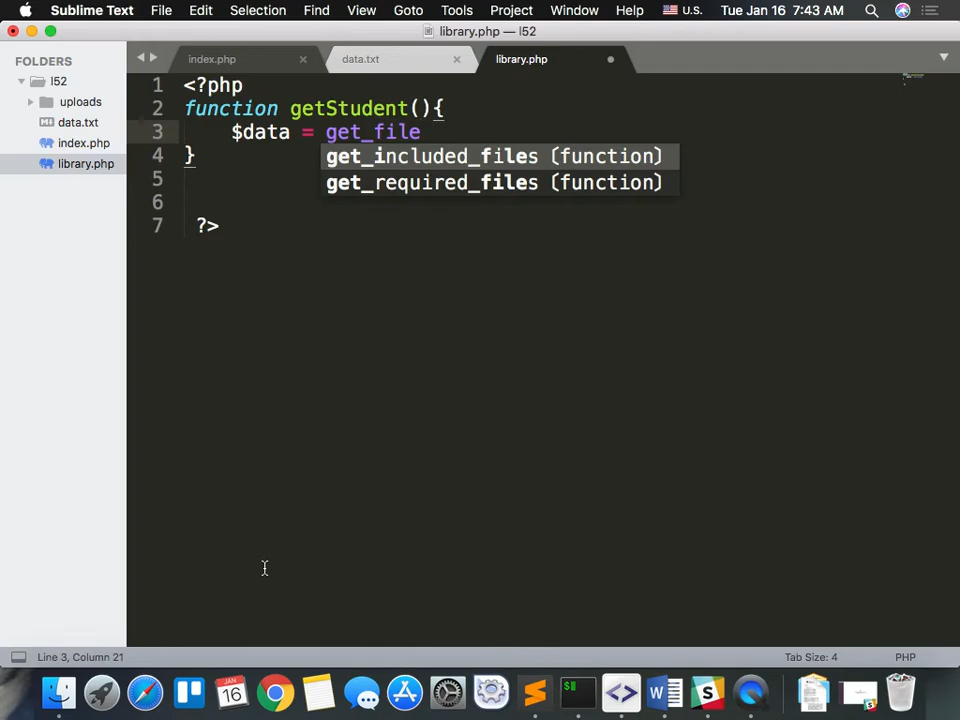 Sublime Text File Edit Selection Find View Goto Tools Project Window Help U.S. Tue Jan 16 7:43 AM
library.php — l52
FOLDERS
l52
uploads
data.txt
index.php
library.php
index.php data.txt library.php
1 <?php
2 function getStudent(){
3 $data = get_file
4 }
5
6
7 ?>
get_included_files (function)
get_required_files (function)
Line 3, Column 21 Tab Size: 4 PHP
JAN
16